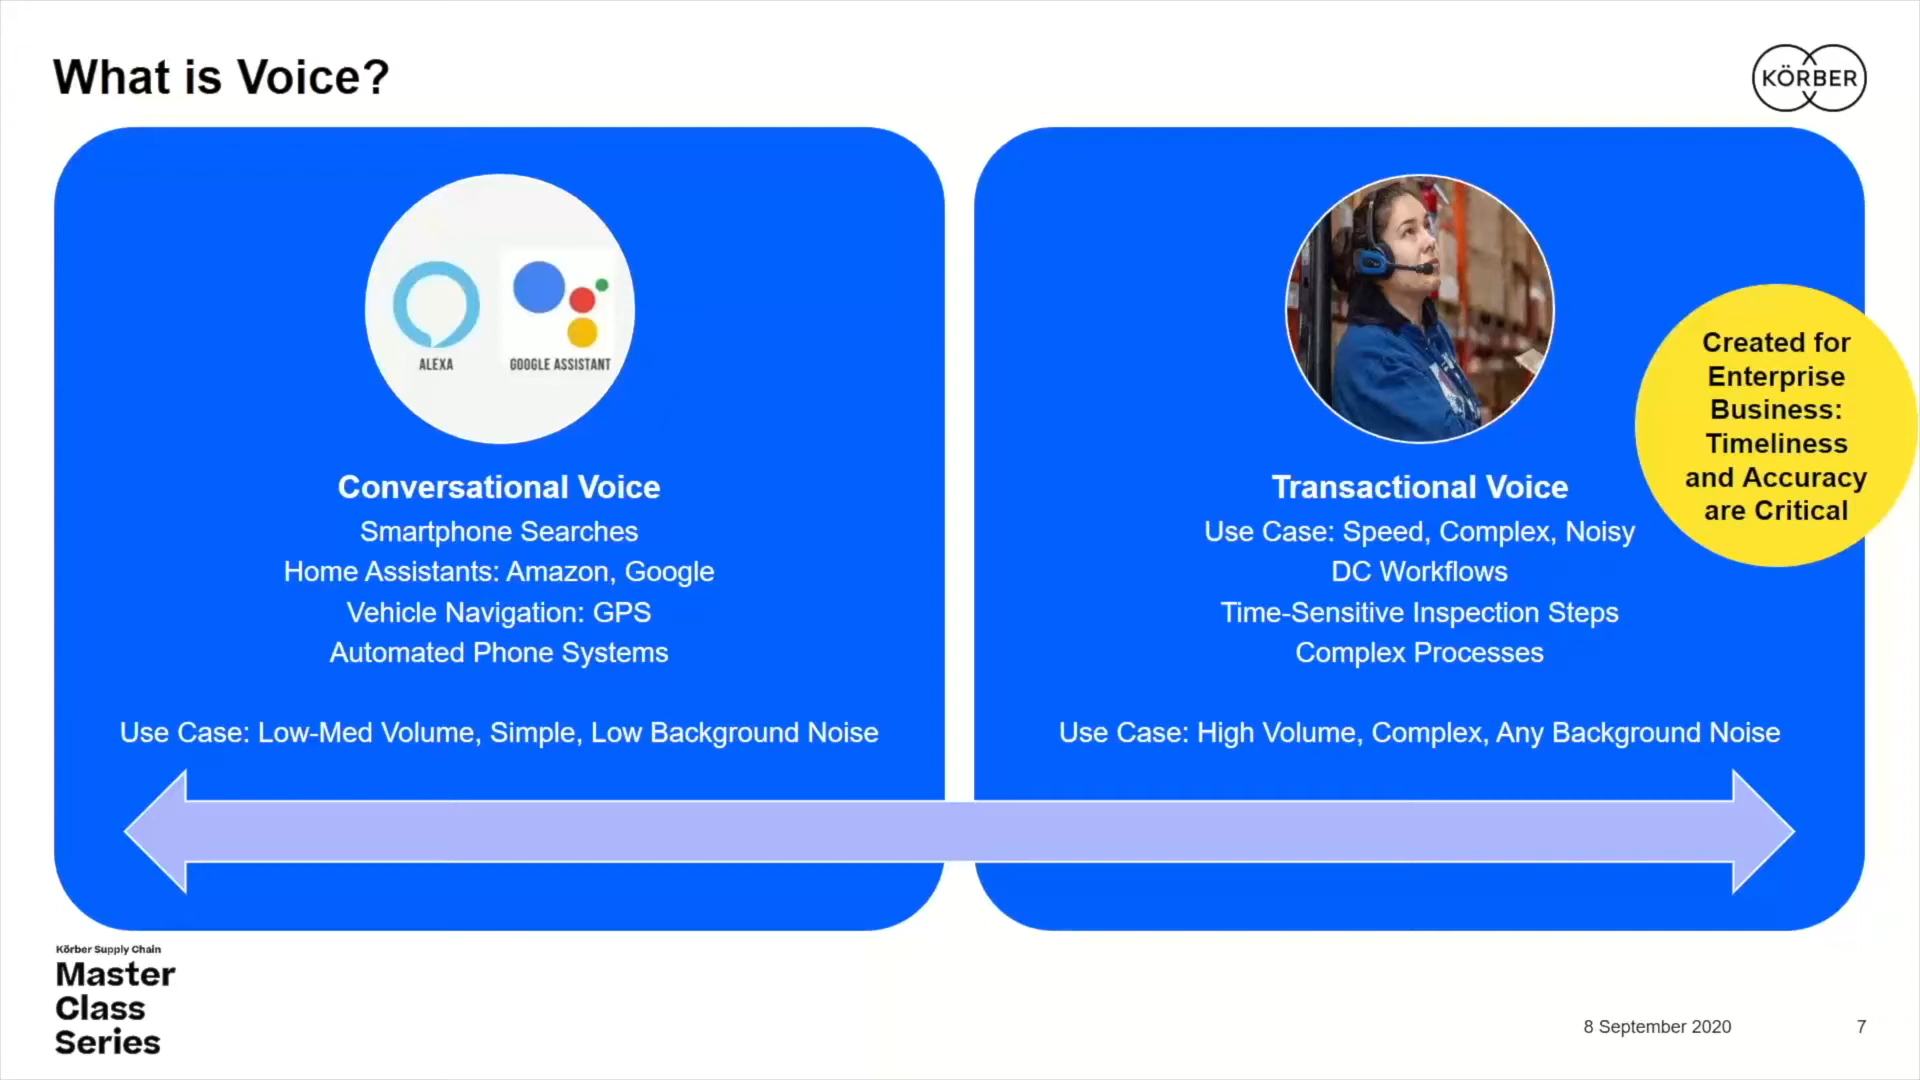 What is Voice?
KÖRBER
ALEXA
GOOGLE ASSISTANT
Conversational Voice
Smartphone Searches
Home Assistants: Amazon, Google
Vehicle Navigation: GPS
Automated Phone Systems
Use Case: Low-Med Volume, Simple, Low Background Noise
Transactional Voice
Use Case: Speed, Complex, Noisy
DC Workflows
Time-Sensitive Inspection Steps
Complex Processes
Use Case: High Volume, Complex, Any Background Noise
Created for
Enterprise
Business:
Timeliness
and Accuracy
are Critical
Körber Supply Chain
Master
Class
Series
8 September 2020
7